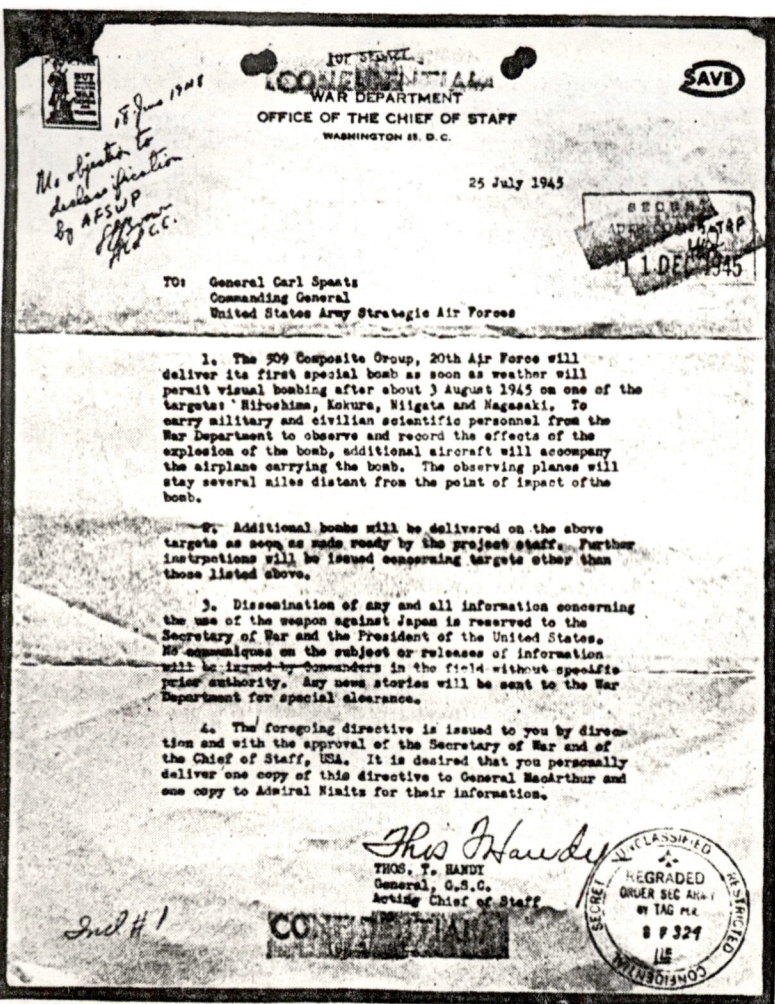 TOP SECRET
CONFIDENTIAL
WAR DEPARTMENT
OFFICE OF THE CHIEF OF STAFF
WASHINGTON 25, D.C.
SAVE
BUY
18 June 1948
No objection to
declassification
by AFSWP
25 July 1945
SECRET
11 DEC 1945
TO: General Carl Spaatz
Commanding General
United States Army Strategic Air Forces
1. The 509 Composite Group, 20th Air Force will
deliver its first special bomb as soon as weather will
permit visual bombing after about 3 August 1945 on one of the
targets: Hiroshima, Kokura, Niigata and Nagasaki. To
carry military and civilian scientific personnel from the
War Department to observe and record the effects of the
explosion of the bomb, additional aircraft will accompany
the airplane carrying the bomb. The observing planes will
stay several miles distant from the point of impact ofthe
bomb.
2. Additional bombs will be delivered on the above
targets as soon as made ready by the project staff. Further
instructions will be issued concerning targets other than
those listed above.
3. Dissemination of any and all information concerning
the use of the weapon against Japan is reserved to the
Secretary of War and the President of the United States.
No communiques on the subject or releases of information
will be issued by Commanders in the field without specific
prior authority. Any news stories will be sent to the War
Department for special clearance.
4. The foregoing directive is issued to you by direc-
tion and with the approval of the Secretary of War and of
the Chief of Staff, USA. It is desired that you personally
deliver one copy of this directive to General MacArthur and
one copy to Admiral Nimitz for their information.
Thos T Handy
THOS. T. HANDY
General, G.S.C.
Acting Chief of Staff
CONFIDENTIAL
Incl #1
UNCLASSIFIED
RESTRICTED
CONFIDENTIAL
SECRET
REGRADED
ORDER SEC ARMY
BY TAG PER